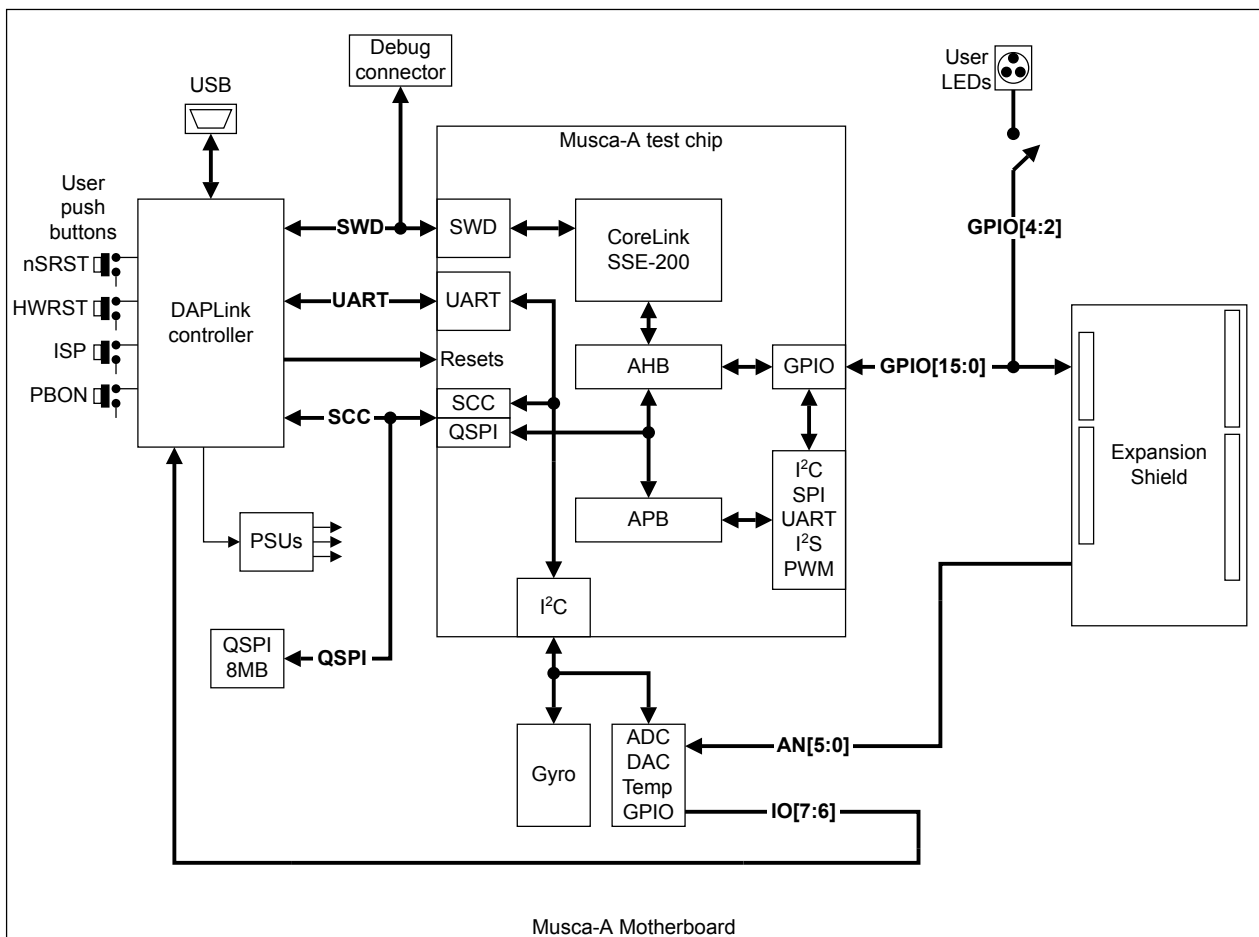 Debug
connector
User
LEDs
USB
Musca-A test chip
User
push
buttons
nSRST
HWRST
ISP
PBON
DAPLink
controller
SWD
SWD
CoreLink
SSE-200
GPIO[4:2]
UART
UART
Resets
AHB
GPIO
GPIO[15:0]
SCC
SCC
QSPI
I²C
SPI
UART
I²S
PWM
Expansion
Shield
APB
PSUs
I²C
QSPI
8MB
QSPI
Gyro
ADC
DAC
Temp
GPIO
AN[5:0]
IO[7:6]
Musca-A Motherboard